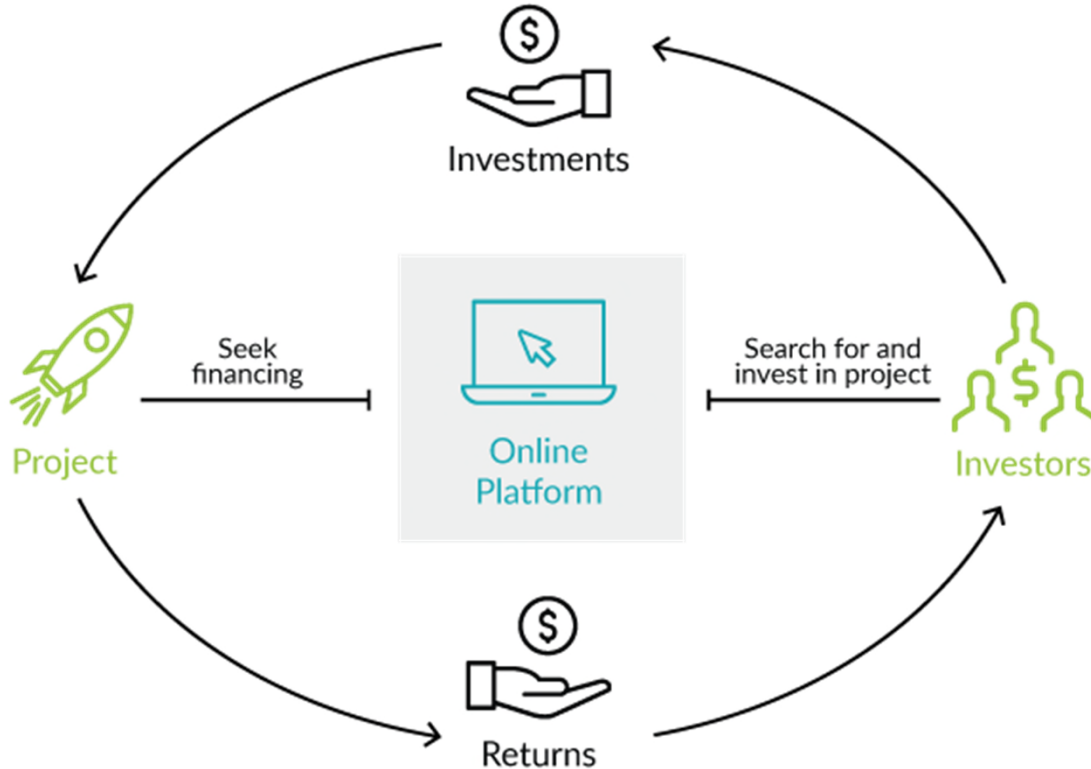 $
Investments
Seek
financing
Search for and
invest in project
$
Project
Online
Platform
Investors
$
Returns